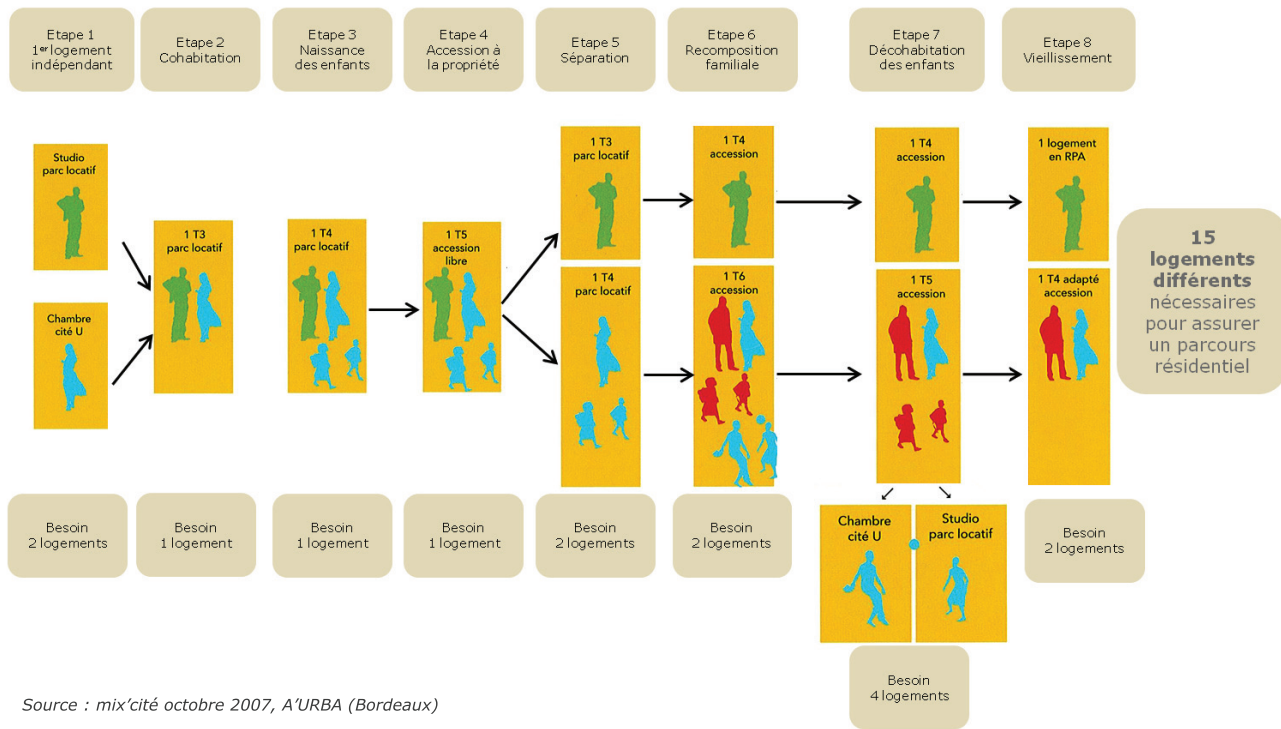 Etape 1
1er logement
indépendant
Etape 2
Cohabitation
Etape 3
Naissance
des enfants
Etape 4
Accession à
la propriété
Etape 5
Séparation
Etape 6
Recomposition
familiale
Etape 7
Décohabitation
des enfants
Etape 8
Vieillissement
Studio
parc locatif
Chambre
cité U
1 T3
parc locatif
1 T4
parc locatif
1 T5
accession
libre
1 T3
parc locatif
1 T4
parc locatif
1 T4
accession
1 T6
accession
1 T4
accession
1 T5
accession
1 logement
en RPA
1 T4 adapté
accession
15
logements
différents
nécessaires
pour assurer
un parcours
résidentiel
Besoin
2 logements
Besoin
1 logement
Besoin
1 logement
Besoin
1 logement
Besoin
2 logements
Besoin
2 logements
Chambre
cité U
Studio
parc locatif
Besoin
4 logements
Besoin
2 logements
Source : mix'cité octobre 2007, A'URBA (Bordeaux)